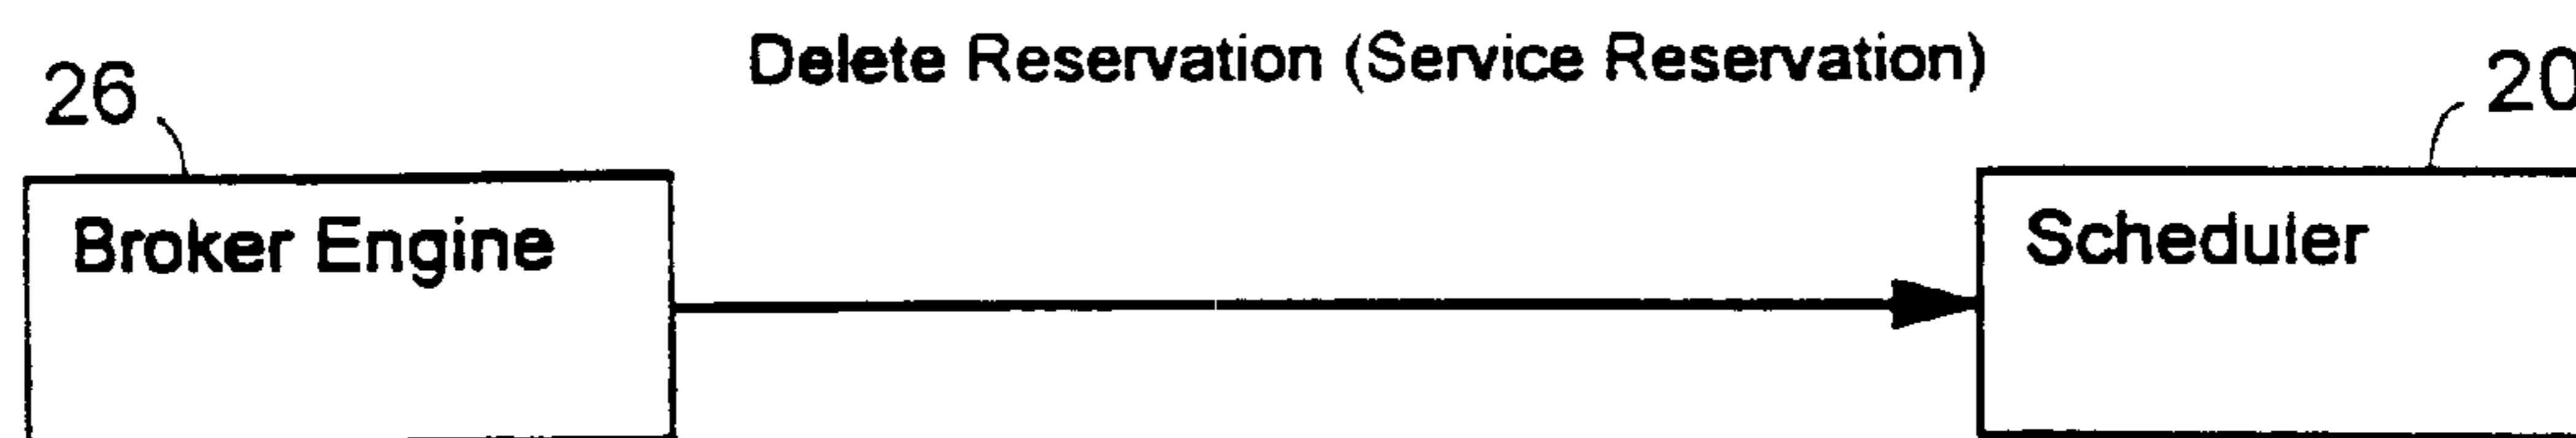 Delete Reservation (Service Reservation)
26
20
Broker Engine
Scheduler